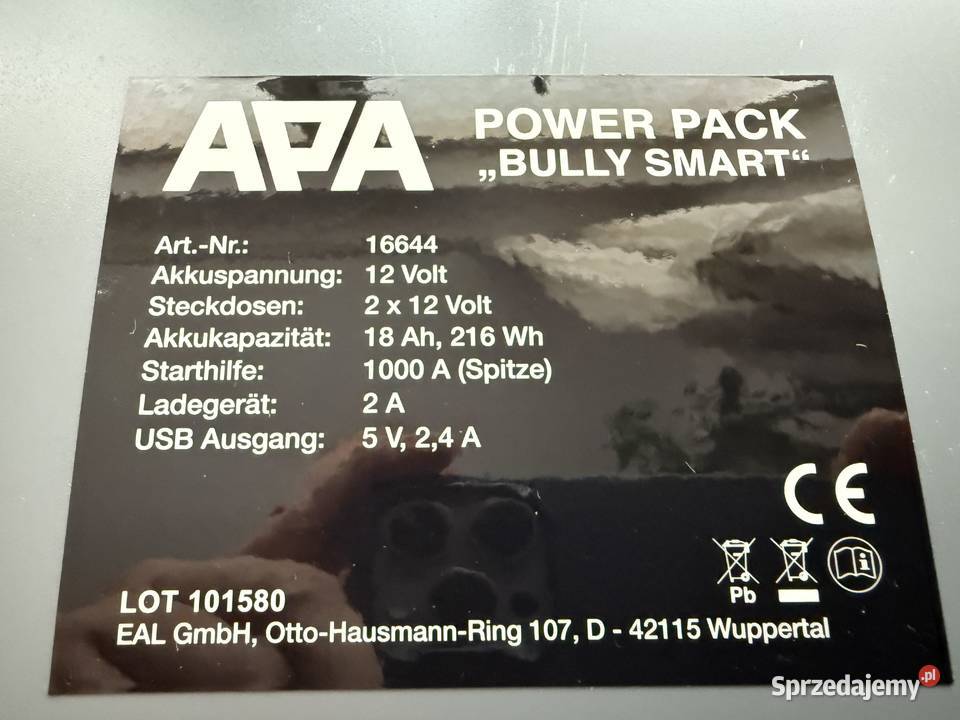 APA
POWER PACK
„BULLY SMART“
Art.-Nr.: 16644
Akkuspannung: 12 Volt
Steckdosen: 2 x 12 Volt
Akkukapazität: 18 Ah, 216 Wh
Starthilfe: 1000 A (Spitze)
Ladegerät: 2 A
USB Ausgang: 5 V, 2,4 A
CE
Pb
i
LOT 101580
EAL GmbH, Otto-Hausmann-Ring 107, D - 42115 Wuppertal
Sprzedajemy.pl